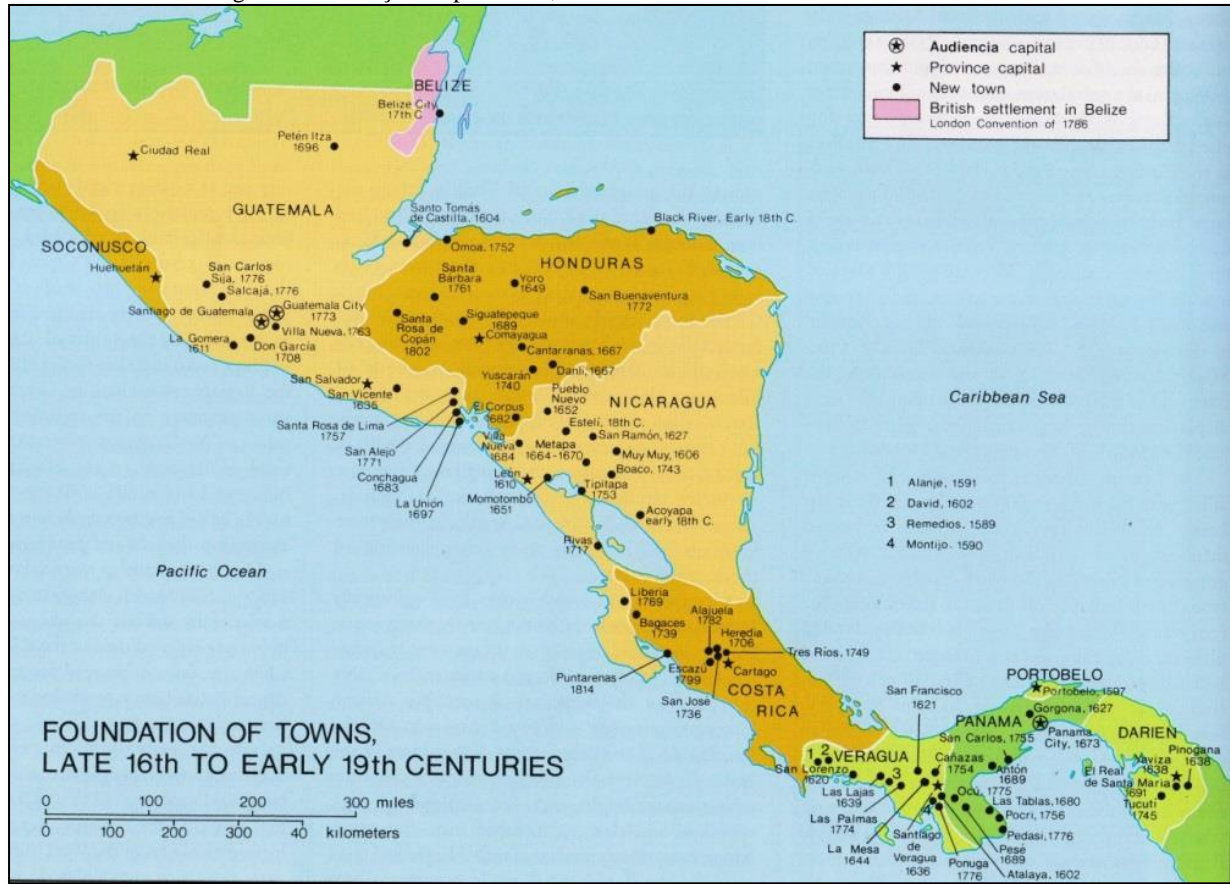 Audiencia capital
Province capital
New town
British settlement in Belize
London Convention of 1786
BELIZE
Belize City
17th C
Petén Itza
1696
Ciudad Real
GUATEMALA
Santo Tomás
de Castilla, 1604
Black River, Early 18th C.
SOCONUSCO
Huehuetán
Omoa, 1752
HONDURAS
San Carlos
Sija, 1776
Salcajá, 1776
Santa
Bárbara
1761
Yoro
1649
San Buenaventura
1772
Santiago de Guatemala
Guatemala City
1773
Villa Nueva, 1763
La Gomera
1611
Don García
1708
Santa
Rosa de
Copan
1802
Siguatepeque
1689
Comayagua
Cantarranas, 1667
Yuscarán
1740
Danlí, 1667
San Salvador
San Vicente
1635
Pueblo
Nuevo
1652
NICARAGUA
Caribbean Sea
Santa Rosa de Lima
1757
El Corpus
1682
Estelí, 18th C.
San Ramón, 1627
San Alejo
1771
Villa
Nueva
1684
Metapa
1664-1670
Muy Muy, 1606
Conchagua
1683
León
1610
Boaco, 1743
La Unión
1697
Momotombo
1651
Tipitapa
1753
Acoyapa
early 18th C.
1 Alanje, 1591
2 David, 1602
3 Remedios, 1589
4 Montijo, 1590
Rivas
1717
Pacific Ocean
Liberia
1769
Bagaces
1739
Alajuela
1782
Heredia
1706
Tres Ríos, 1749
Puntarenas
1814
Escazú
1799
Cartago
San José
1736
COSTA
RICA
San Francisco
1621
PORTOBELO
Portobelo, 1597
Gorgona, 1627
PANAMA
San Carlos, 1755
Panama
City, 1673
DARIEN
Pinogana
1638
Yaviza
1638
El Real
de Santa Maria
1691
Tucutí
1745
1 2
VERAGUA
San Lorenzo
1620
3
Cañazas
1754
Antón
1689
Las Lajas
1639
Ocú, 1775
Las Tablas, 1680
Las Palmas
1774
4
Pocrí, 1756
La Mesa
1644
Santiago
de
Veragua
1636
Pedasí, 1776
Ponuga
1776
Pesé
1689
Atalaya, 1602
FOUNDATION OF TOWNS,
LATE 16th TO EARLY 19th CENTURIES
0 100 200 300 miles
0 100 200 300 40 kilometers